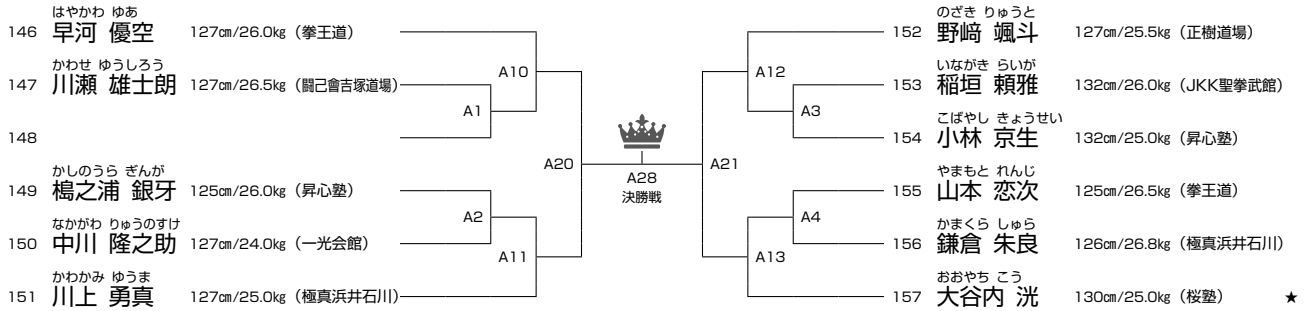 はやかわ ゆあ
146 早河 優空 127㎝/26.0㎏（拳王道）
かわせ ゆうしろう
147 川瀬 雄士朗 127㎝/26.5㎏（闘己會吉塚道場）
148
かしのうら ぎんが
149 樫之浦 銀牙 125㎝/26.0㎏（昇心塾）
なかがわ りゅうのすけ
150 中川 隆之助 127㎝/24.0㎏（一光会館）
かわかみ ゆうま
151 川上 勇真 127㎝/25.0㎏（極真浜井石川）
A10
A1
A2
A11
A20
A28
決勝戦
A21
A12
A3
A4
A13
のざき りゅうと
152 野﨑 颯斗 127㎝/25.5㎏（正樹道場）
いながき らいが
153 稲垣 頼雅 132㎝/26.0㎏（JKK聖拳武館）
こばやし きょうせい
154 小林 京生 132㎝/25.0㎏（昇心塾）
やまもと れんじ
155 山本 恋次 125㎝/26.5㎏（拳王道）
かまくら しゅら
156 鎌倉 朱良 126㎝/26.8㎏（極真浜井石川）
おおやち こう
157 大谷内 洸 130㎝/25.0㎏（桜塾） ★